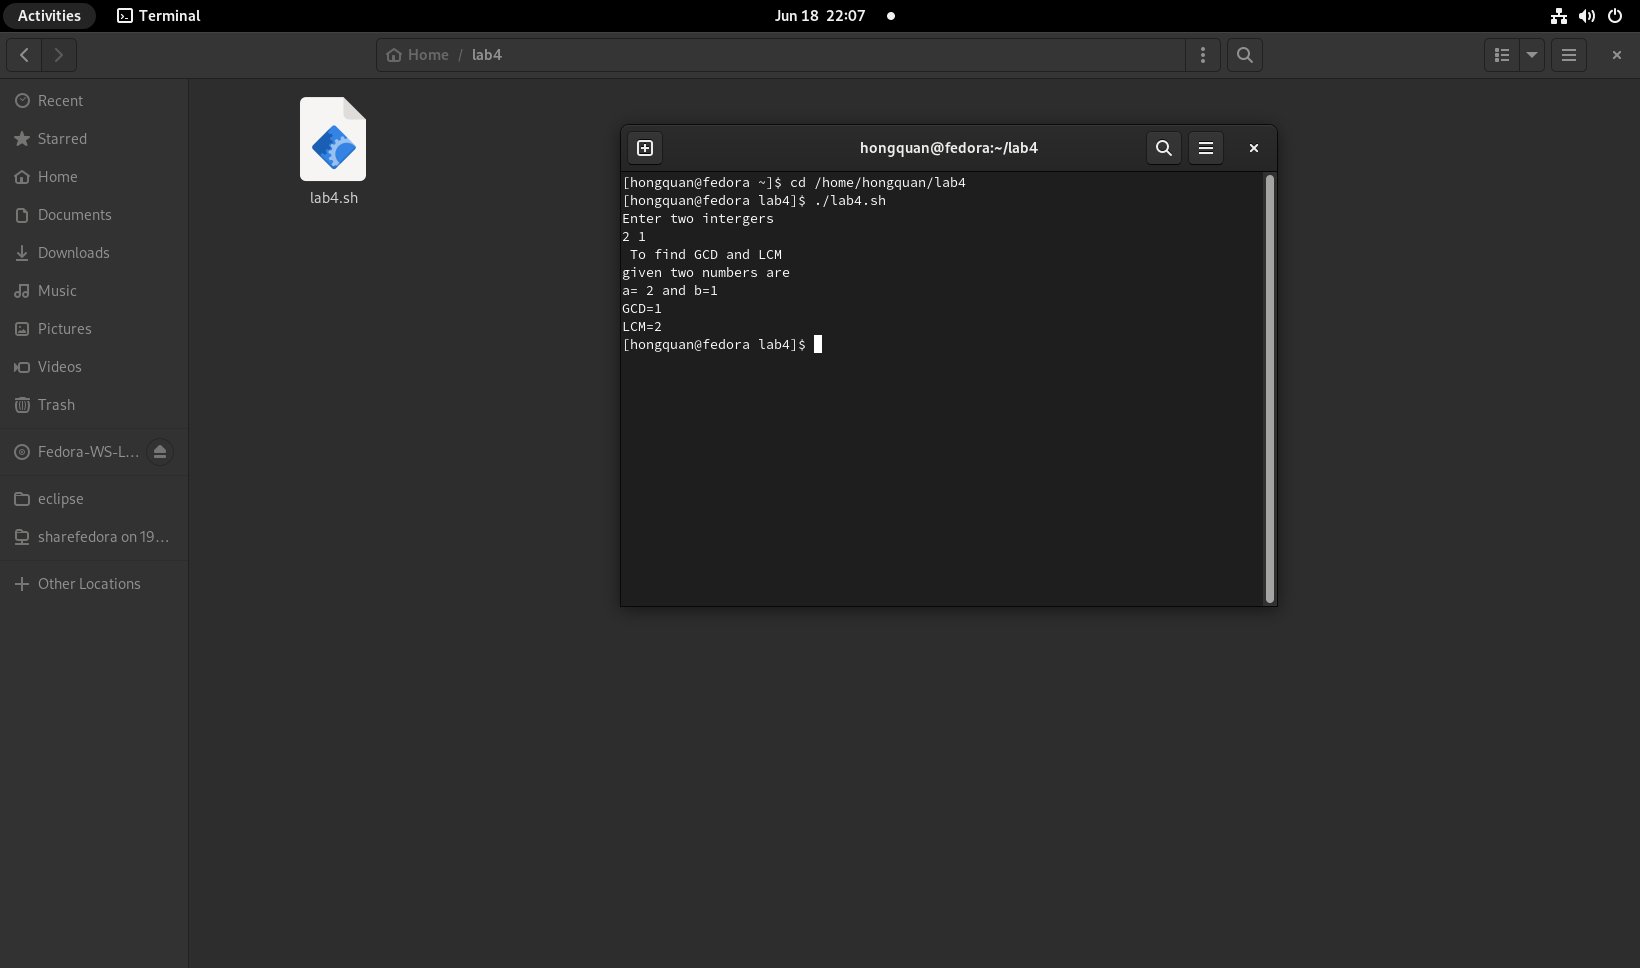 Activities
Terminal
Jun 18 22:07
Home / lab4
Recent
Starred
Home
Documents
Downloads
Music
Pictures
Videos
Trash
Fedora-WS-L...
eclipse
sharefedora on 19...
Other Locations
lab4.sh
hongquan@fedora:~/lab4
[hongquan@fedora ~]$ cd /home/hongquan/lab4
[hongquan@fedora lab4]$ ./lab4.sh
Enter two intergers
2 1
To find GCD and LCM
given two numbers are
a= 2 and b=1
GCD=1
LCM=2
[hongquan@fedora lab4]$